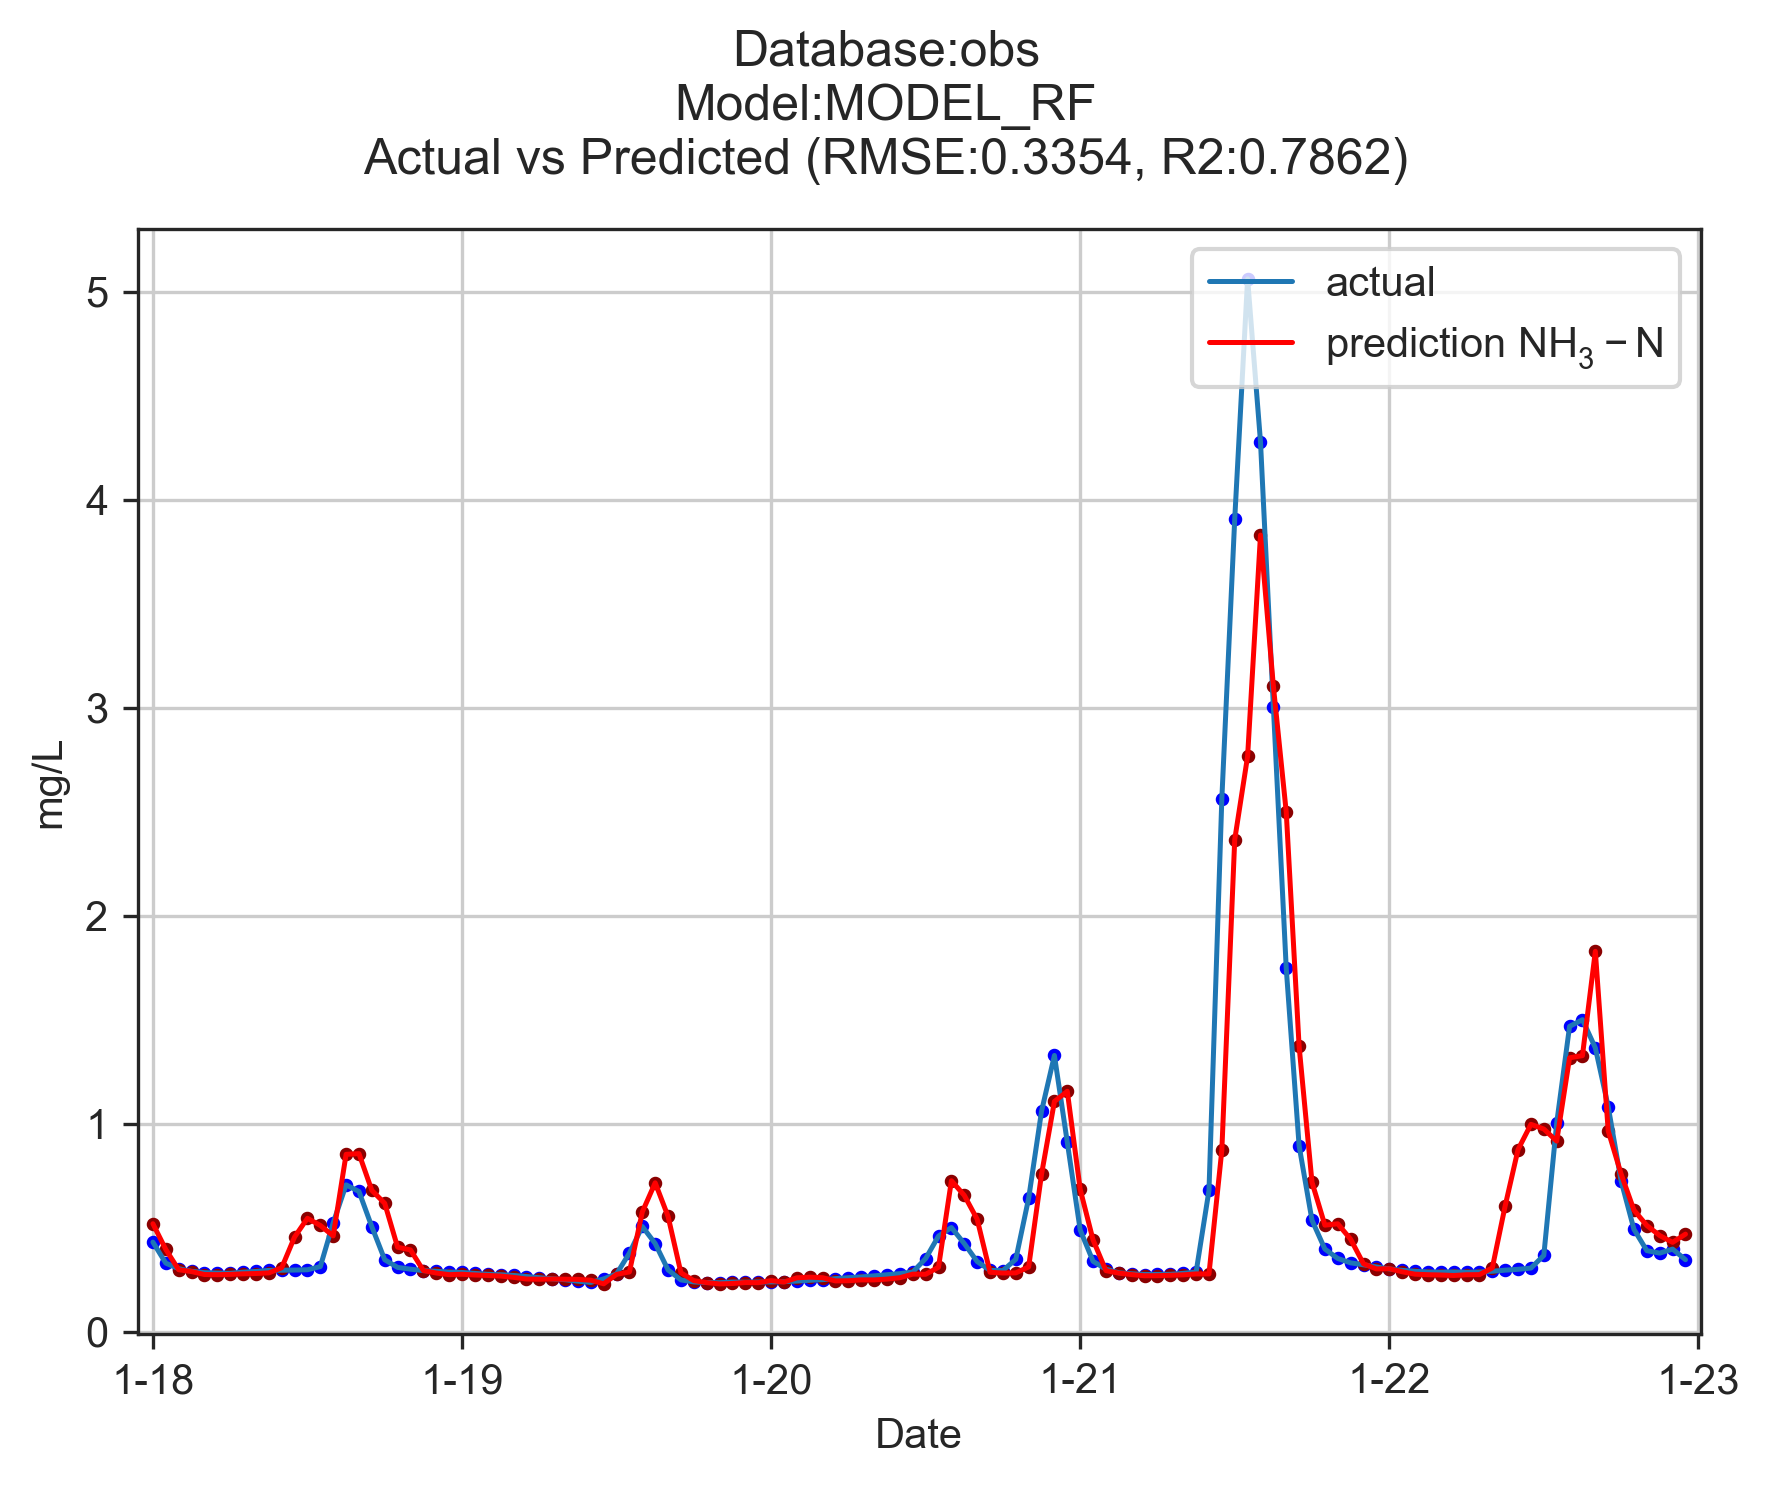 Database:obs
Model:MODEL_RF
Actual vs Predicted (RMSE:0.3354, R2:0.7862)
actual
prediction NH₃ − N
5
4
3
2
1
0
mg/L
1-18 1-19 1-20 1-21 1-22 1-23
Date